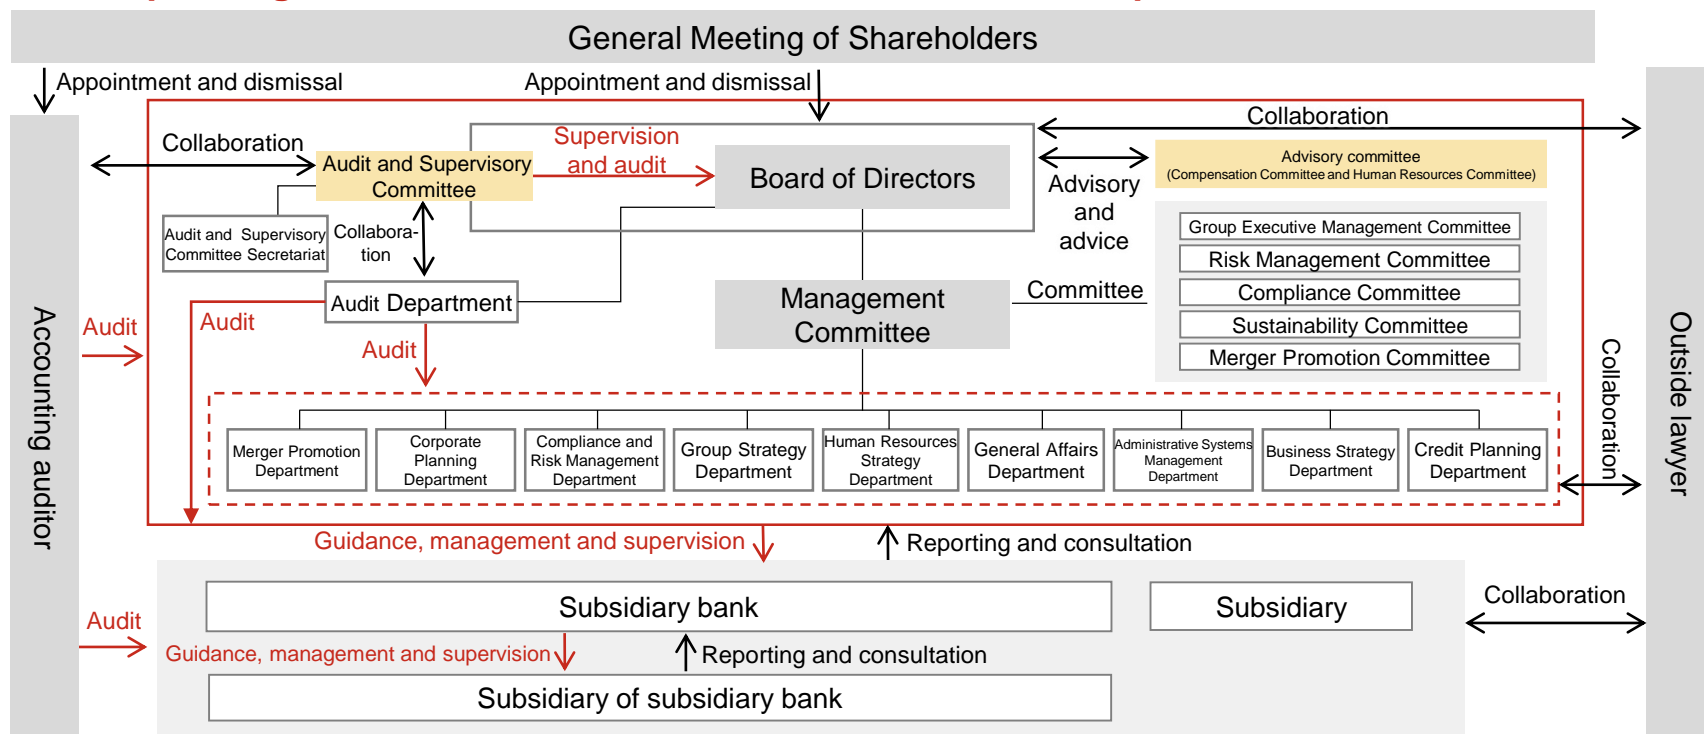 General Meeting of Shareholders
Appointment and dismissal
Appointment and dismissal
Collaboration
Collaboration
Supervision
and audit
Audit and Supervisory
Committee
Board of Directors
Advisory committee
(Compensation Committee and Human Resources Committee)
Advisory
and
advice
Audit and Supervisory
Committee Secretariat
Collabora-
tion
Group Executive Management Committee
Risk Management Committee
Compliance Committee
Sustainability Committee
Merger Promotion Committee
Audit Department
Management
Committee
Committee
Accounting auditor
Audit
Audit
Audit
Outside lawyer
Collaboration
Merger Promotion
Department
Corporate
Planning
Department
Compliance and
Risk Management
Department
Group Strategy
Department
Human Resources
Strategy
Department
General Affairs
Department
Administrative Systems
Management
Department
Business Strategy
Department
Credit Planning
Department
Guidance, management and supervision
Reporting and consultation
Subsidiary bank
Subsidiary
Collaboration
Audit
Guidance, management and supervision
Reporting and consultation
Subsidiary of subsidiary bank